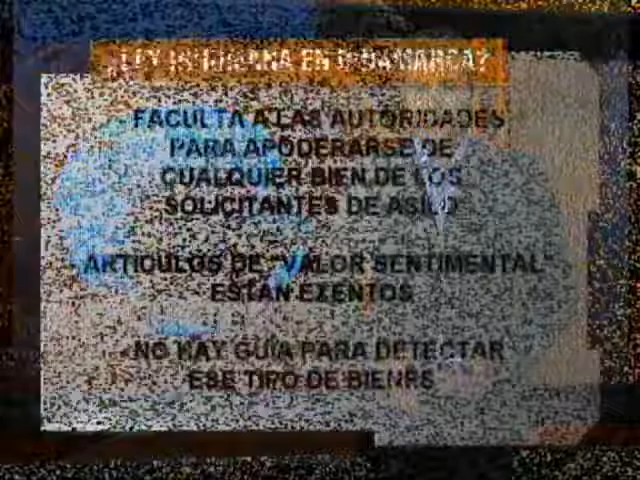 ¿LEY INHUMANA EN DINAMARCA?
FACULTA A LAS AUTORIDADES
PARA APODERARSE DE
CUALQUIER BIEN DE LOS
SOLICITANTES DE ASILO
ARTICULOS DE "VALOR SENTIMENTAL"
ESTAN EXENTOS
NO HAY GUIA PARA DETECTAR
ESE TIPO DE BIENES